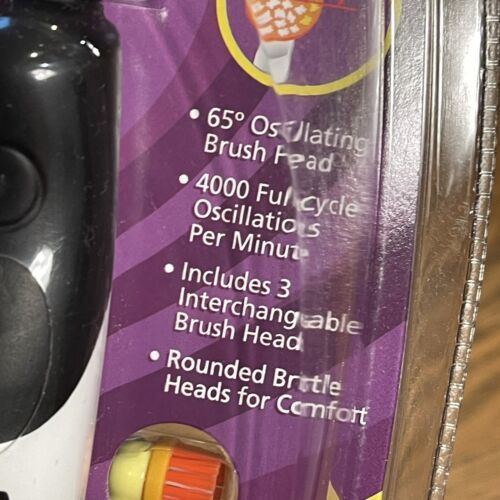 • 65° Oscillating
Brush Head
• 4000 Full-cycle
Oscillations
Per Minute
• Includes 3
Interchangeable
Brush Head
• Rounded Bristle
Heads for Comfort